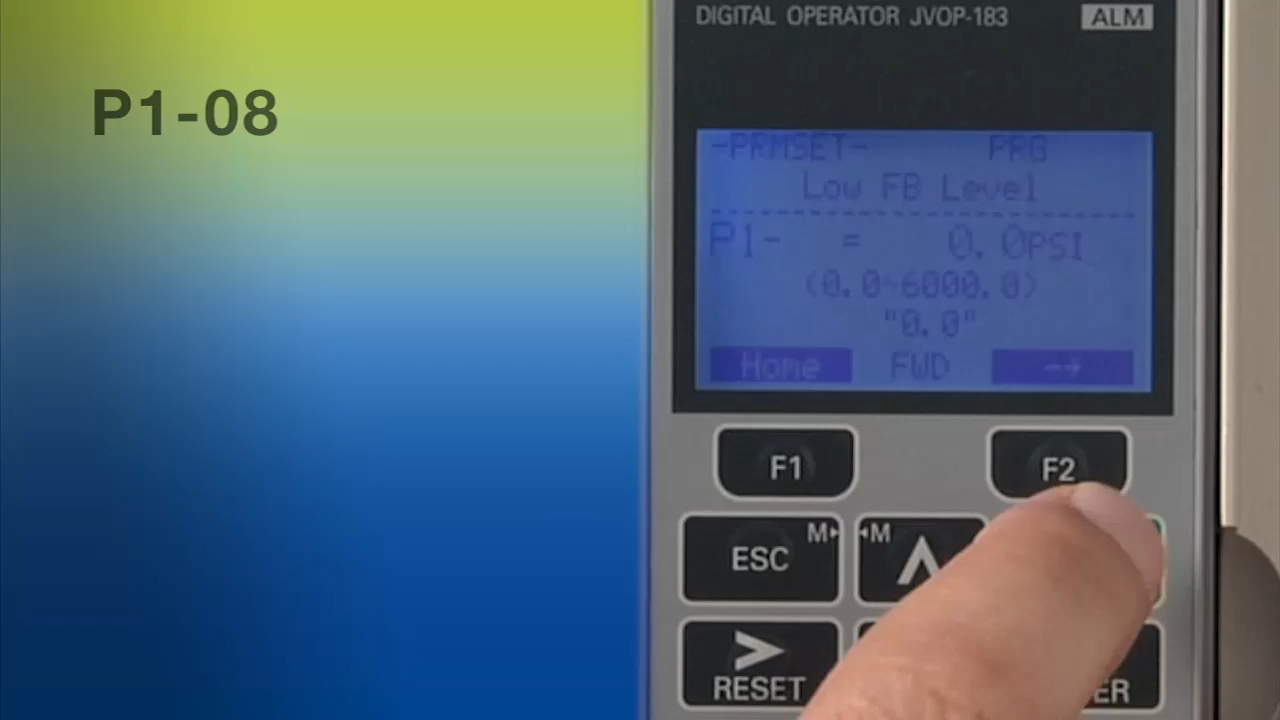 P1-08
DIGITAL OPERATOR JVOP-183
ALM
-PRMSET- PRG
Low FB Level
P1- = 0.0PSI
(0.0~6000.0)
"0.0"
Home FWD →
F1
F2
ESC
M▸
◂M
RESET
ER